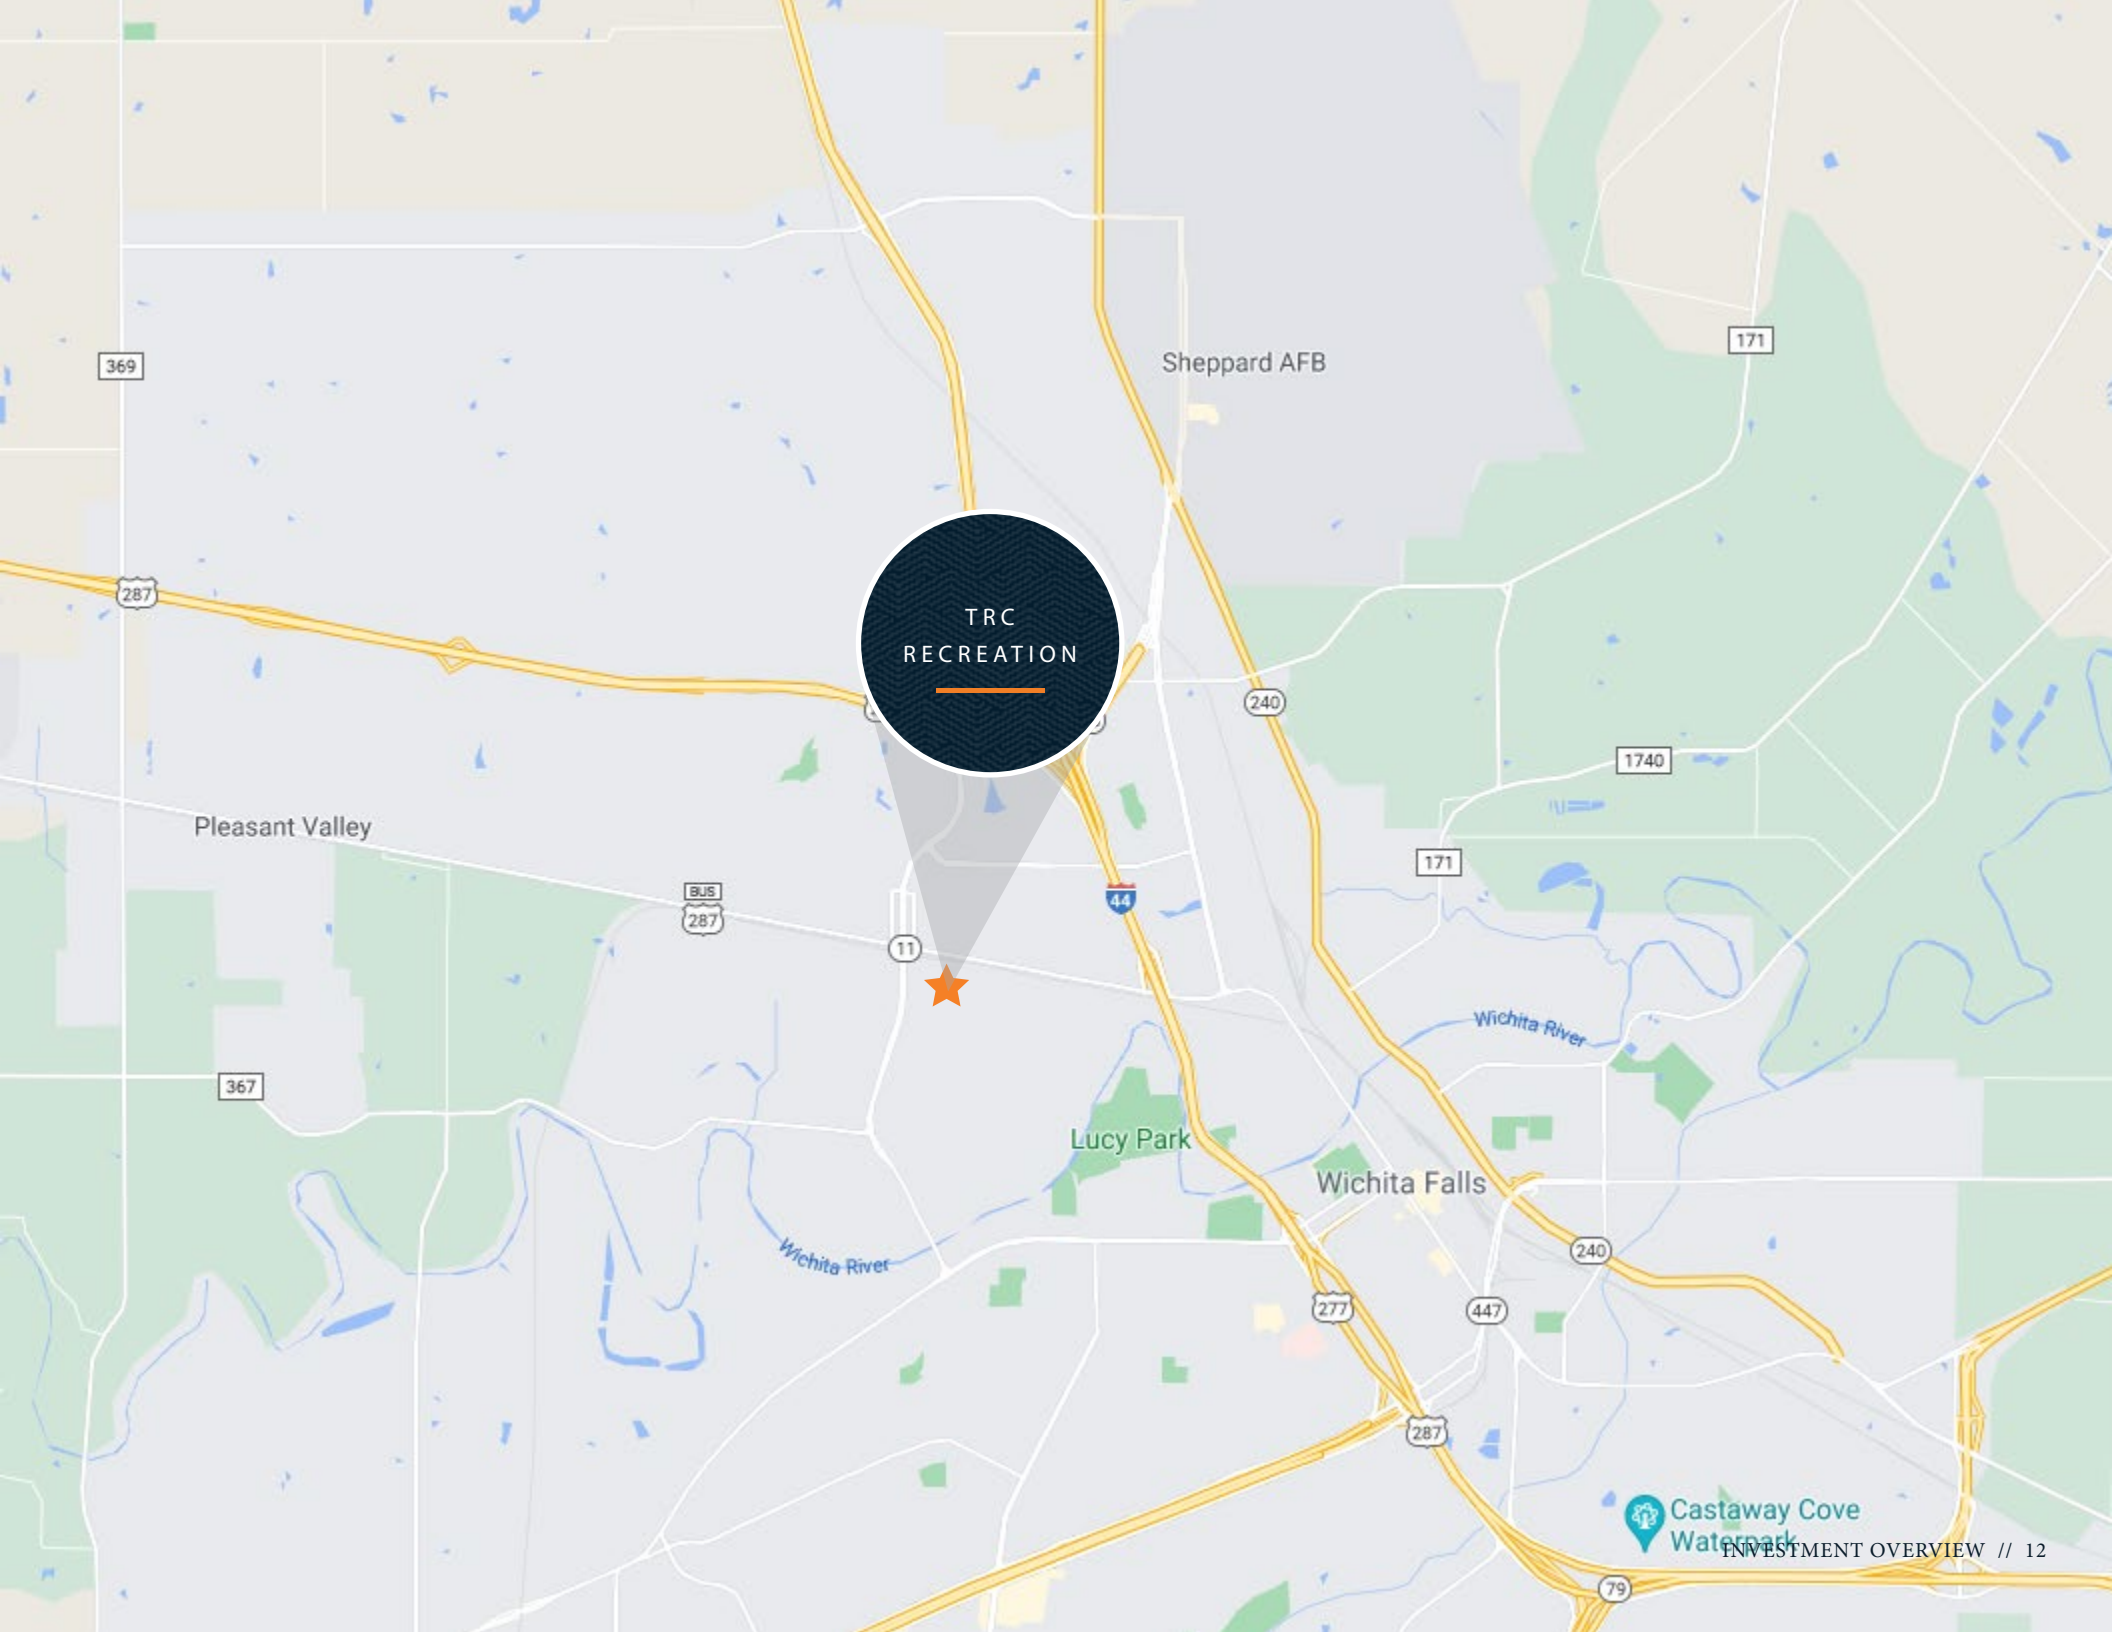 369
Sheppard AFB
171
287
TRC
RECREATION
240
1740
Pleasant Valley
171
BUS
287
44
11
Wichita River
367
Lucy Park
Wichita Falls
Wichita River
240
277
447
287
Castaway Cove
Waterpark
INVESTMENT OVERVIEW // 12
79